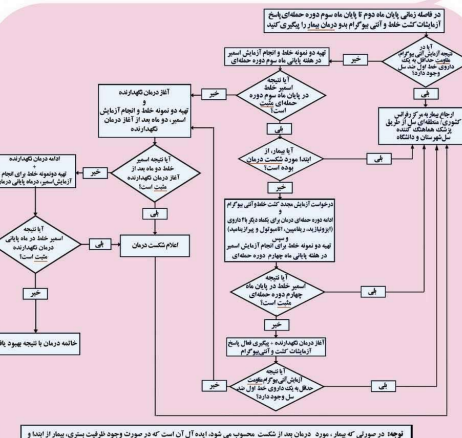 در فاصله زمانی پایان ماه دوم تا پایان ماه سوم دوره حمله‌ای پاسخ
آزمایشات کشت خلط و آنتی بیوگرام بدو درمان بیمار را پیگیری کنید
آیا در
نتیجه آزمایش آنتی بیوگرام،
مقاومت حداقل به یک
داروی خط اول ضد سل
وجود دارد؟
خیر
بلی
تهیه دو نمونه خلط و انجام آزمایش اسمیر
در هفته پایانی ماه سوم دوره حمله‌ای
آیا نتیجه
اسمیر خلط
در پایان ماه سوم دوره
حمله‌ای مثبت
است؟
خیر
بلی
ارجاع بیمار به مرکز رفرانس
کشوری/ منطقه‌ای سل از طریق
پزشک هماهنگ کننده
سل شهرستان و دانشگاه
آغاز درمان نگهدارنده
و
تهیه دو نمونه خلط و انجام آزمایش
اسمیر، دو ماه بعد از آغاز درمان
نگهدارنده
آیا بیمار، از
ابتدا مورد شکست درمان
بوده است؟
بلی
خیر
آیا نتیجه اسمیر
خلط دو ماه بعد از
آغاز درمان نگهدارنده
مثبت است؟
خیر
بلی
ادامه درمان نگهدارنده
تهیه دونمونه خلط برای انجام
آزمایش اسمیر، درماه پایانی درمان
درخواست آزمایش مجدد کشت خلط و آنتی بیوگرام
و
ادامه دوره حمله‌ای درمان برای یکماه دیگر با ۴ داروی
(ایزونیازید، ریفامپین، اتامبوتول و پیرازینامید)
و سپس
تهیه دو نمونه خلط برای انجام آزمایش اسمیر
در هفته پایانی ماه چهارم دوره حمله‌ای
آیا نتیجه
اسمیر خلط در ماه پایانی
درمان نگهدارنده
مثبت است؟
بلی
خیر
اعلام شکست درمان
آیا نتیجه
اسمیر خلط در پایان ماه
چهارم دوره حمله‌ای
مثبت است؟
بلی
خیر
آغاز درمان نگهدارنده + پیگیری فعال پاسخ
آزمایشات کشت و آنتی بیوگرام
خاتمه درمان با نتیجه بهبود یافته
آیا نتیجه
آزمایش آنتی بیوگرام مقاومت
حداقل به یک داروی خط اول ضد
سل وجود دارد؟
خیر
بلی
توجه: در صورتی که بیمار ، مورد درمان بعد از شکست محسوب می شود، ایده آل آن است که در صورت وجود ظرفیت بستری، بیمار از ابتدا و